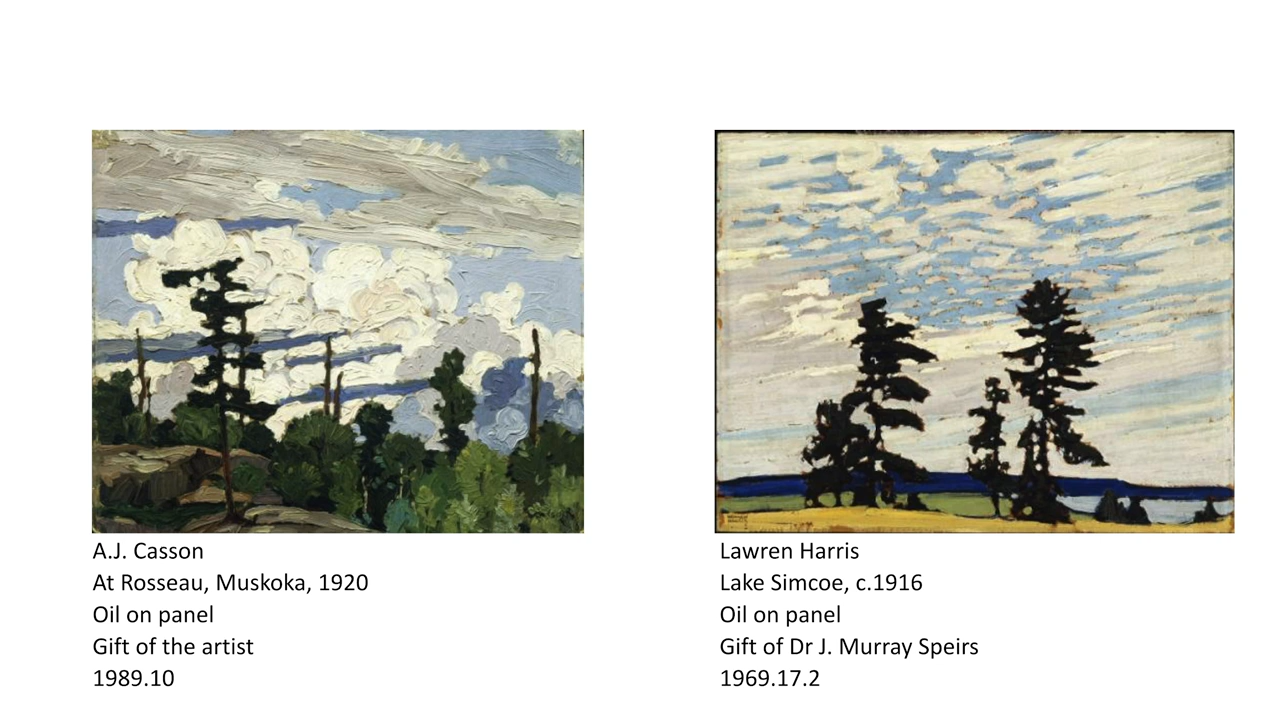 A.J. Casson
At Rosseau, Muskoka, 1920
Oil on panel
Gift of the artist
1989.10
Lawren Harris
Lake Simcoe, c.1916
Oil on panel
Gift of Dr J. Murray Speirs
1969.17.2